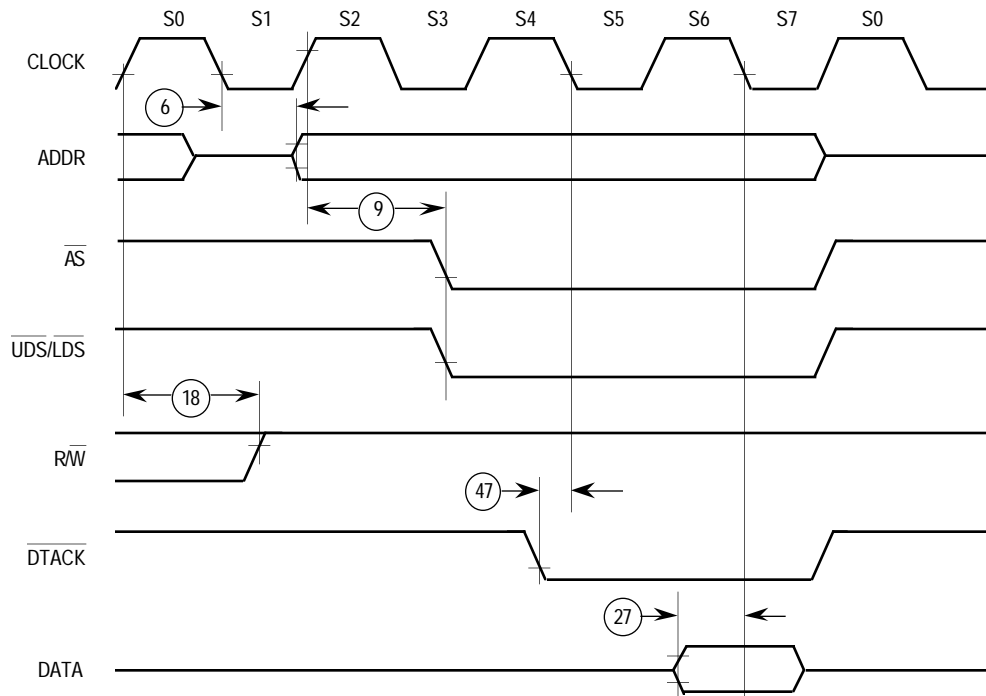 S0 S1 S2 S3 S4 S5 S6 S7 S0
CLOCK
6
ADDR
9
AS
UDS/LDS
18
R/W
47
DTACK
27
DATA